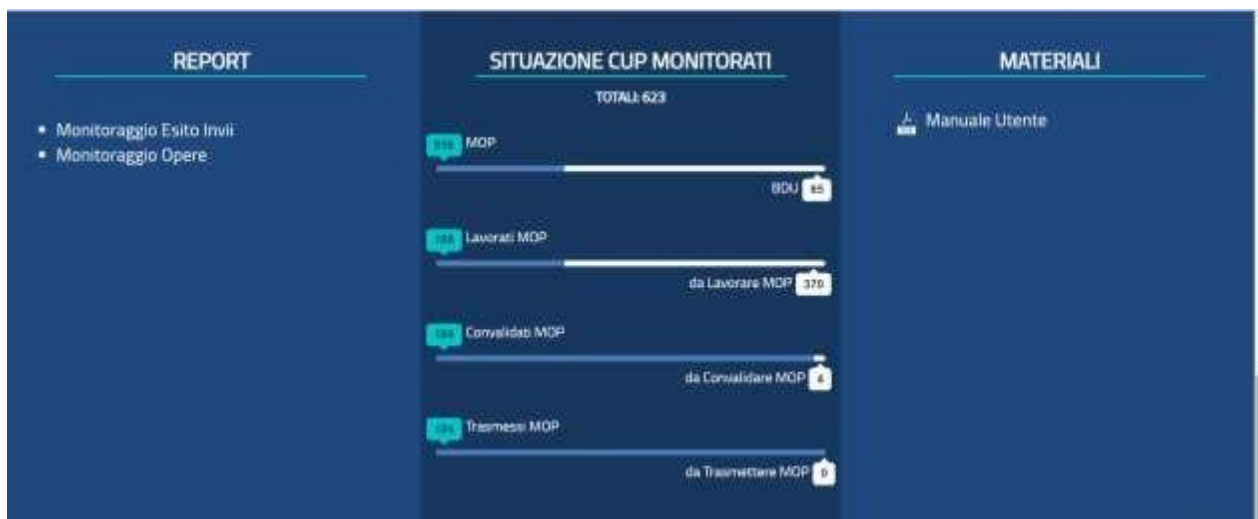 REPORT
• Monitoraggio Esito Invii
• Monitoraggio Opere
SITUAZIONE CUP MONITORATI
TOTALI: 623
MOP
BDU 65
Lavorati MOP
da Lavorare MOP 370
Convalidati MOP
da Convalidare MOP 4
Trasmessi MOP
da Trasmettere MOP 0
MATERIALI
Manuale Utente